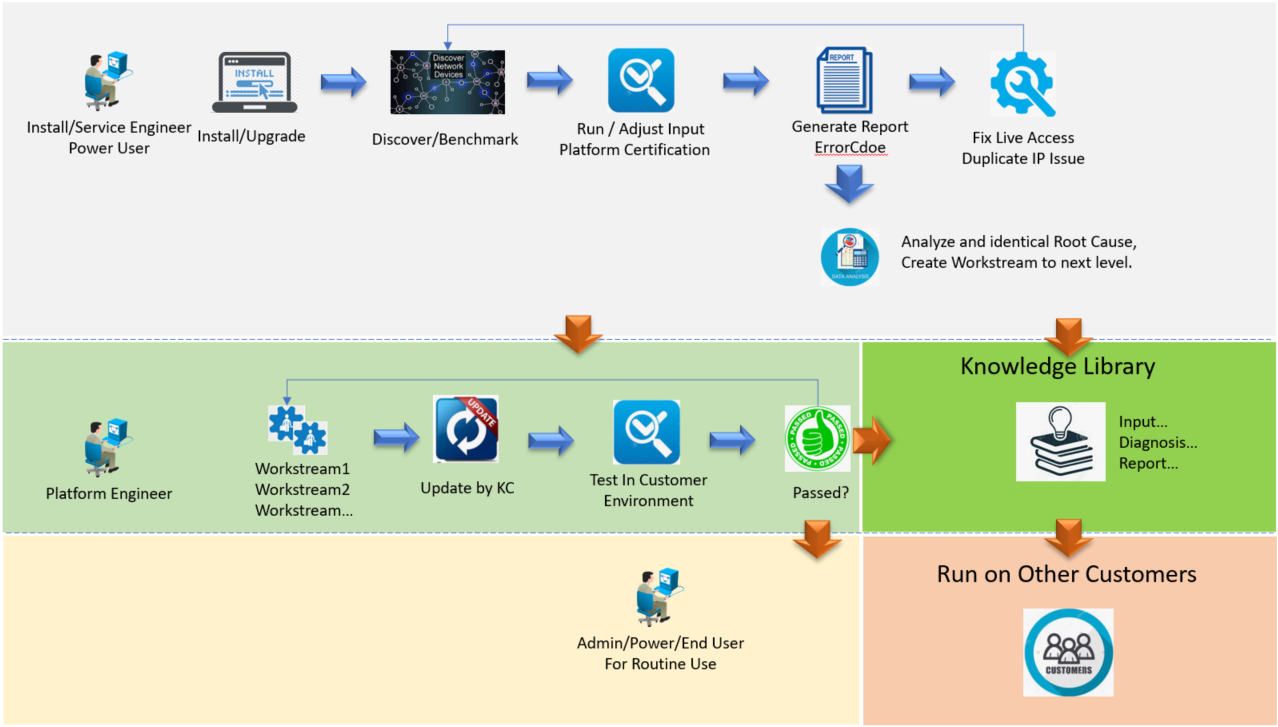 Install/Service Engineer
Power User
INSTALL
Install/Upgrade
Discover
Network
Devices
Discover/Benchmark
Run / Adjust Input
Platform Certification
REPORT
Generate Report
ErrorCdoe
Fix Live Access
Duplicate IP Issue
DATA ANALYSIS
Analyze and identical Root Cause,
Create Workstream to next level.
Platform Engineer
Workstream1
Workstream2
Workstream...
UPDATE
Update by KC
Test In Customer
Environment
PASSED PASSED PASSED PASSED
Passed?
Knowledge Library
Input...
Diagnosis...
Report...
Admin/Power/End User
For Routine Use
Run on Other Customers
CUSTOMERS